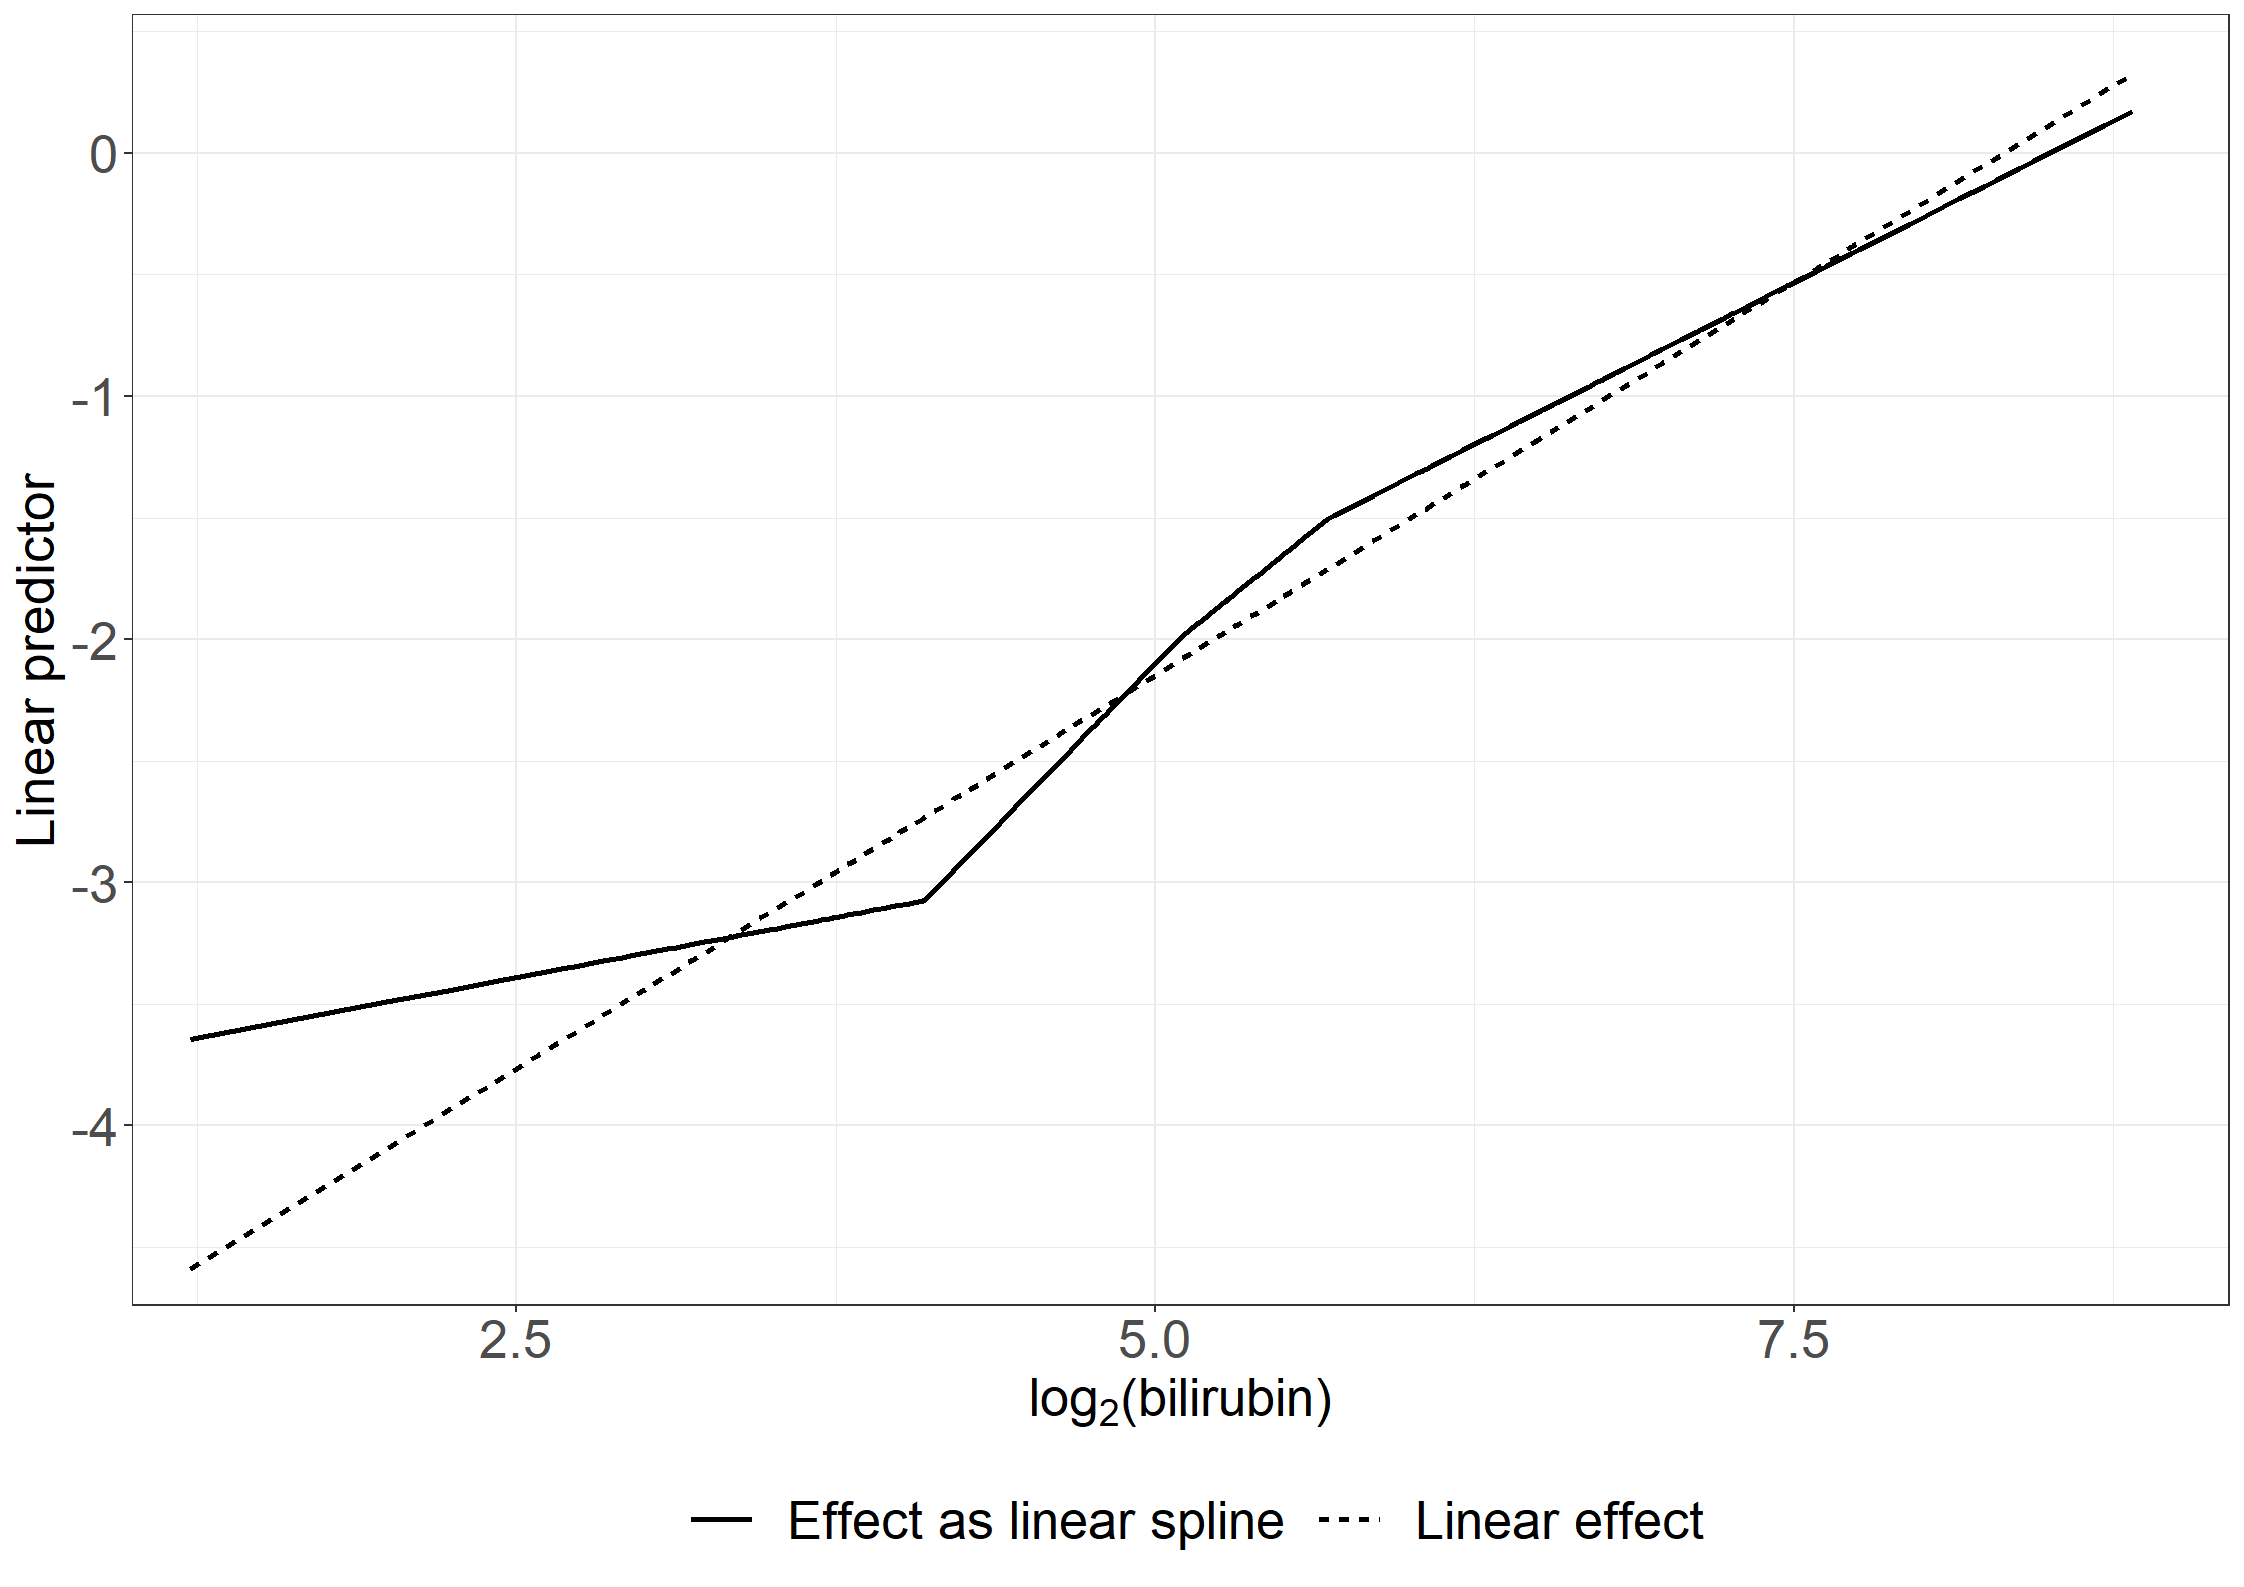 Linear predictor
0
-1
-2
-3
-4
2.5 5.0 7.5
log₂(bilirubin)
Effect as linear spline Linear effect